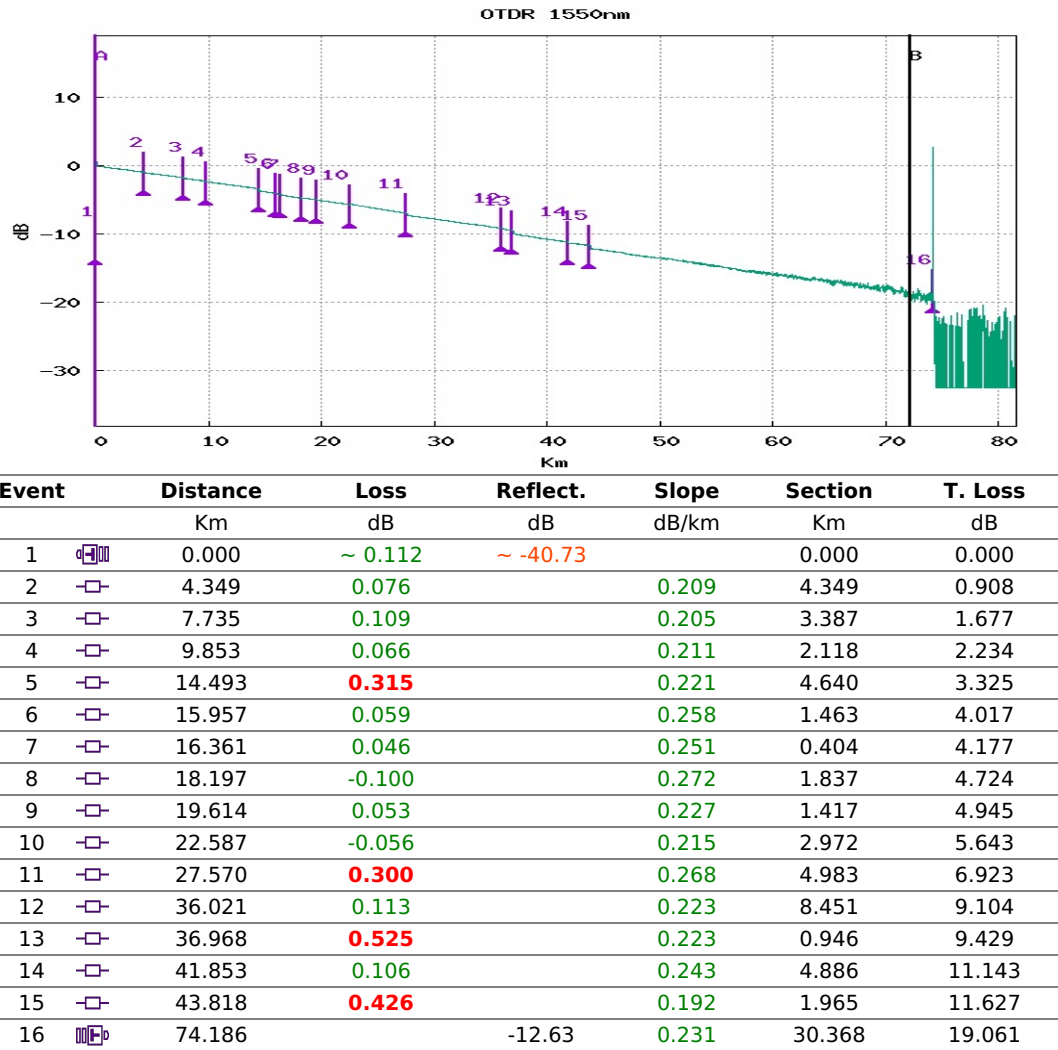 OTDR 1550nm
A
B
10
0
-10
-20
-30
dB
1
2
3
4
5
6
7
8
9
10
11
12
13
14
15
16
0 10 20 30 40 50 60 70 80
Km
Event Distance Loss Reflect. Slope Section T. Loss
Km dB dB dB/km Km dB
1 0.000 ~ 0.112 ~ -40.73 0.000 0.000
2 4.349 0.076 0.209 4.349 0.908
3 7.735 0.109 0.205 3.387 1.677
4 9.853 0.066 0.211 2.118 2.234
5 14.493 0.315 0.221 4.640 3.325
6 15.957 0.059 0.258 1.463 4.017
7 16.361 0.046 0.251 0.404 4.177
8 18.197 -0.100 0.272 1.837 4.724
9 19.614 0.053 0.227 1.417 4.945
10 22.587 -0.056 0.215 2.972 5.643
11 27.570 0.300 0.268 4.983 6.923
12 36.021 0.113 0.223 8.451 9.104
13 36.968 0.525 0.223 0.946 9.429
14 41.853 0.106 0.243 4.886 11.143
15 43.818 0.426 0.192 1.965 11.627
16 74.186 -12.63 0.231 30.368 19.061